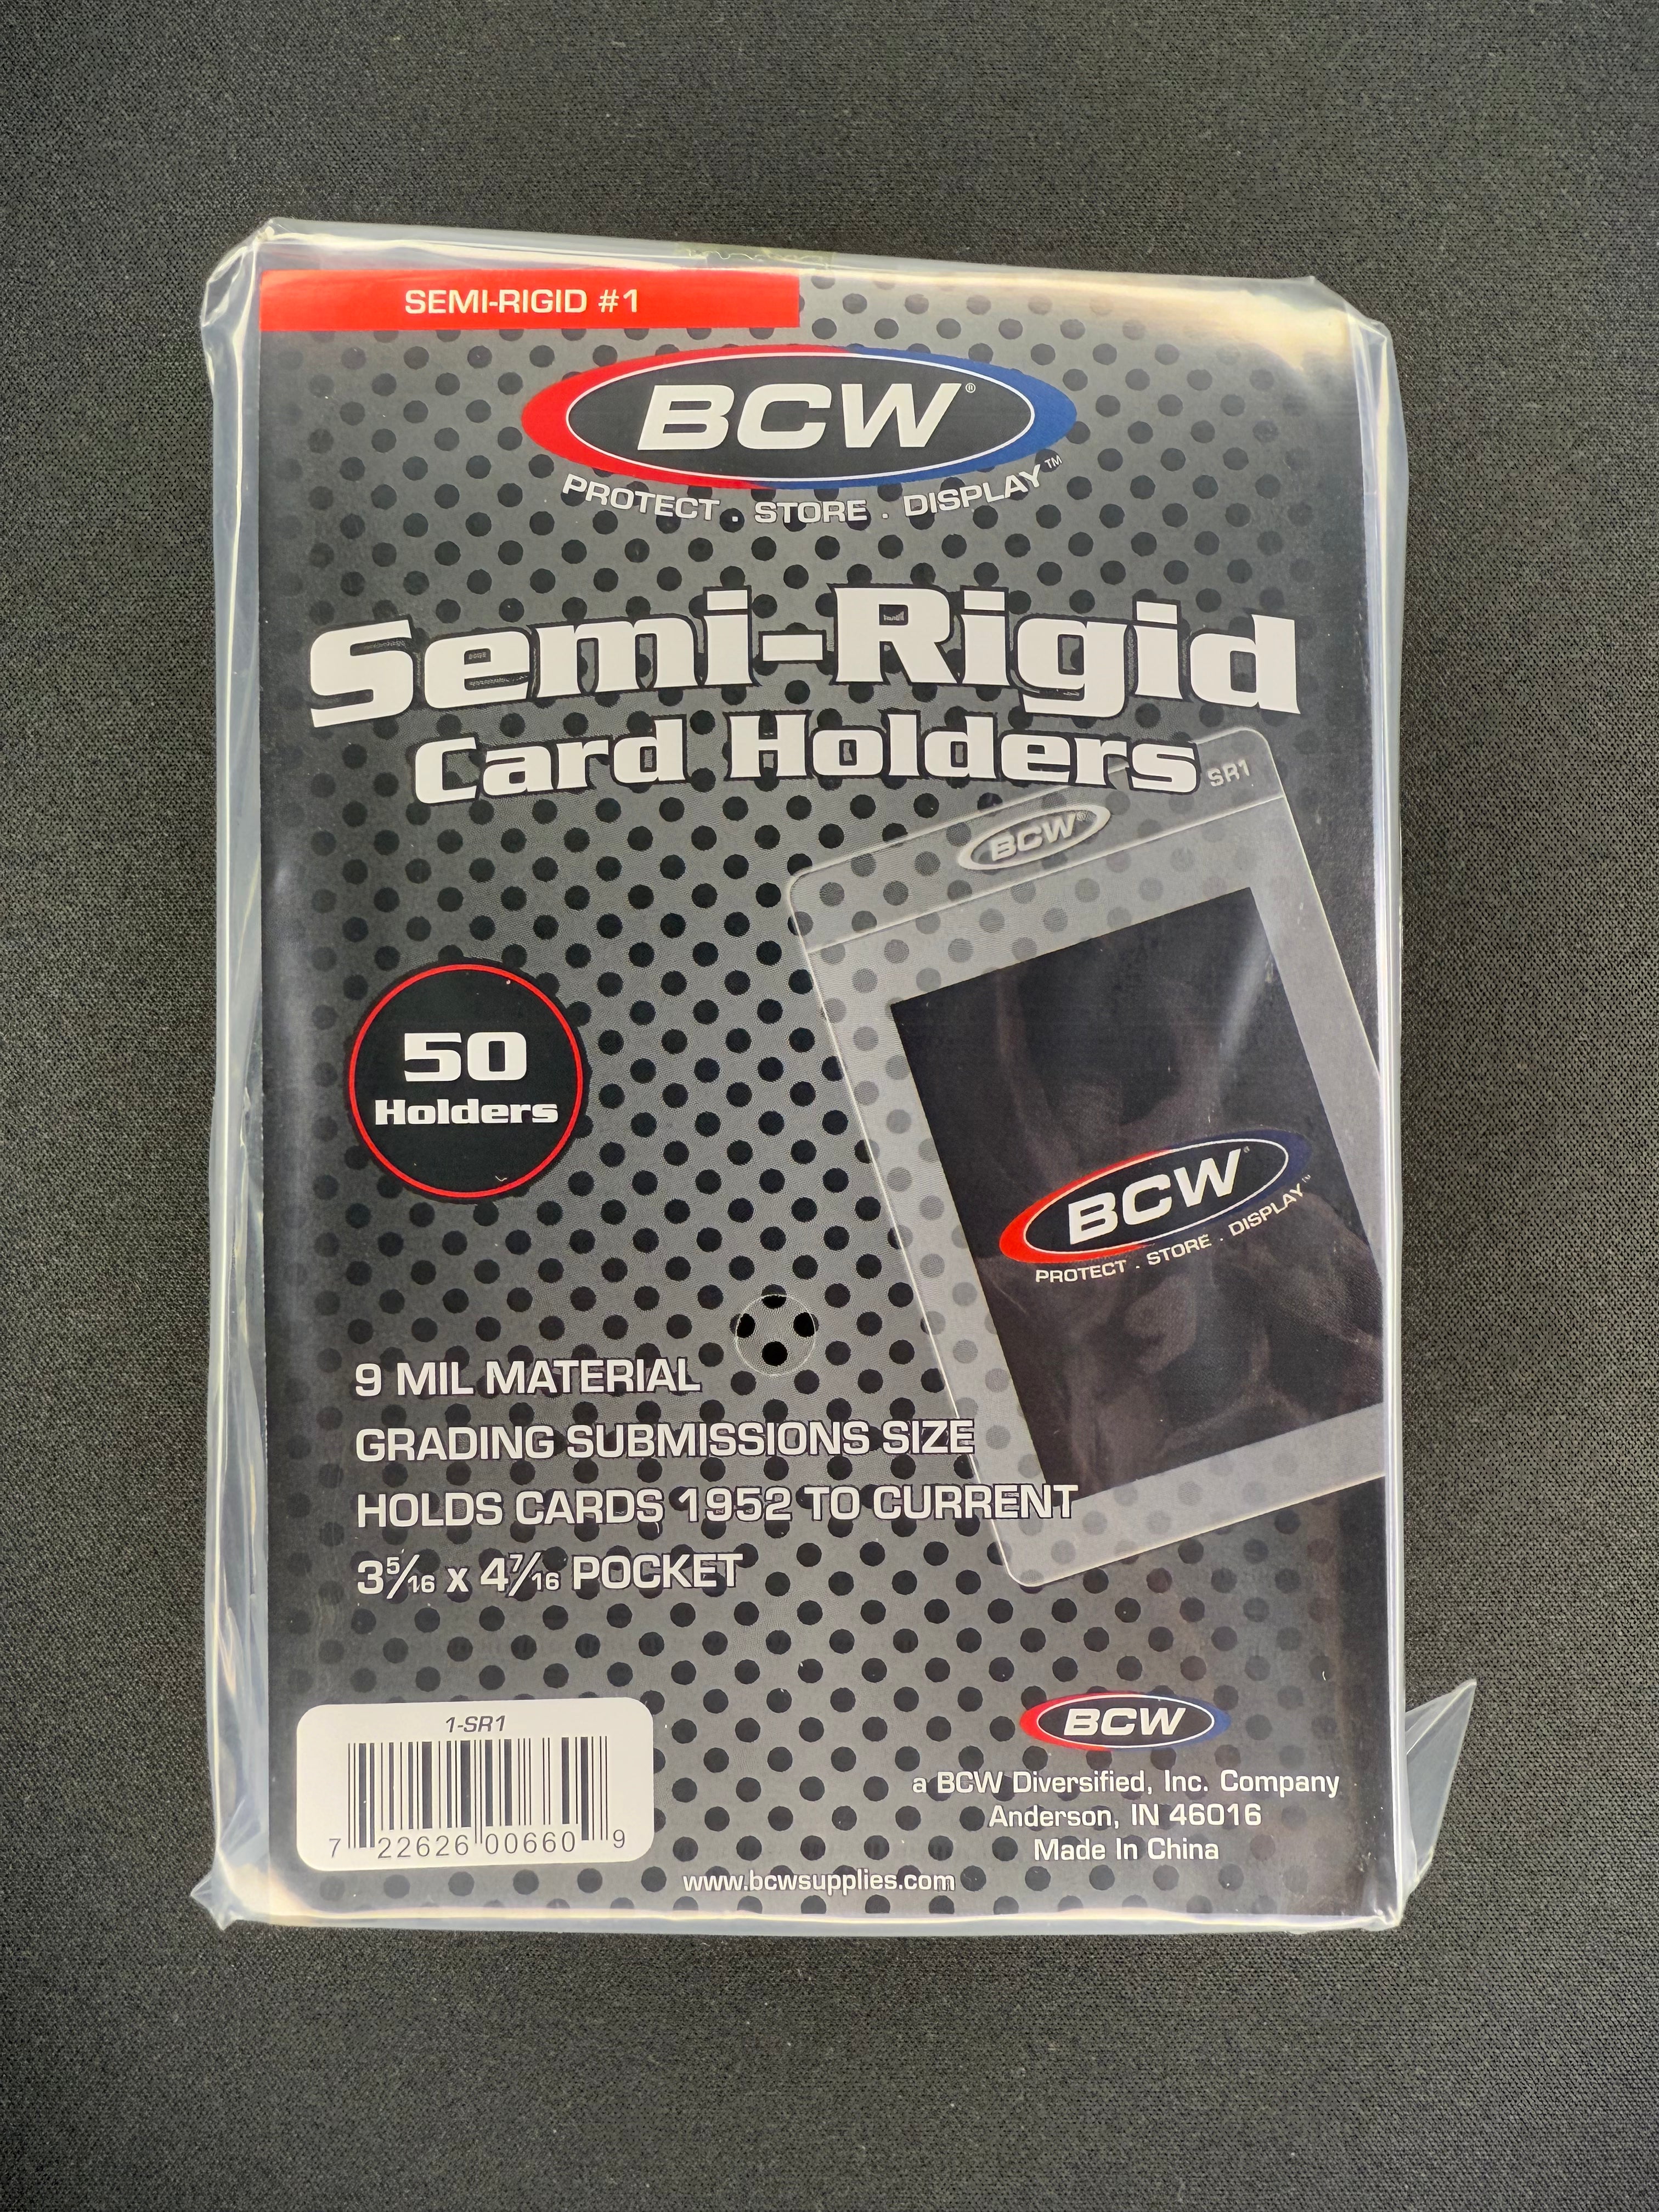 SEMI-RIGID #1
BCW®
PROTECT . STORE . DISPLAY™
Semi-Rigid
Card Holders
SR1
BCW®
50
Holders
BCW
PROTECT . STORE . DISPLAY™
9 MIL MATERIAL
GRADING SUBMISSIONS SIZE
HOLDS CARDS 1952 TO CURRENT
3 5/16 x 4 7/16 POCKET
1-SR1
7 22626 00660 9
BCW
a BCW Diversified, Inc. Company
Anderson, IN 46016
Made In China
www.bcwsupplies.com